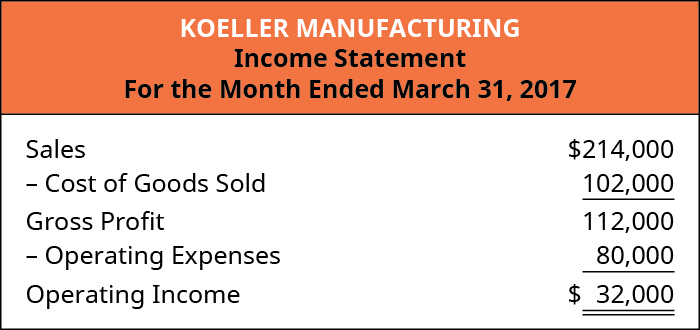 KOELLER MANUFACTURING
Income Statement
For the Month Ended March 31, 2017
Sales $214,000
– Cost of Goods Sold 102,000
Gross Profit 112,000
– Operating Expenses 80,000
Operating Income $ 32,000